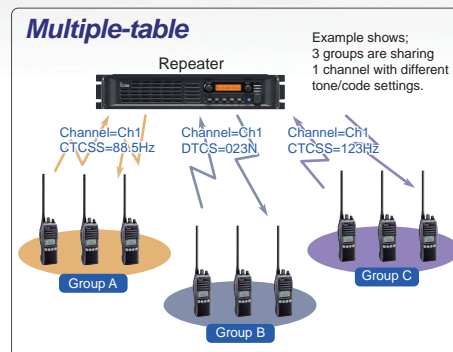 Multiple-table
Example shows;
3 groups are sharing
1 channel with different
tone/code settings.
Repeater
Channel=Ch1
CTCSS=88.5Hz
Channel=Ch1
DTCS=023N
Channel=Ch1
CTCSS=123Hz
Group A
Group B
Group C